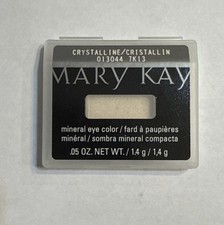 CRYSTALLINE/CRISTALLIN
013044 7K13
MARY KAY
mineral eye color / fard à paupières
minéral / sombra mineral compacta
.05 OZ. NET WT. / 1,4 g / 1,4 g